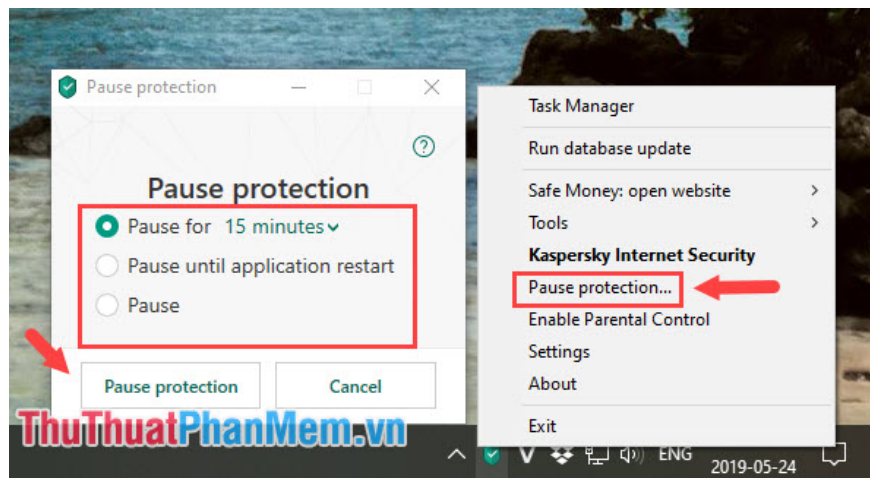 Pause protection
Pause protection
Pause for 15 minutes
Pause until application restart
Pause
Pause protection
Cancel
Task Manager
Run database update
Safe Money: open website
Tools
Kaspersky Internet Security
Pause protection...
Enable Parental Control
Settings
About
Exit
ThuThuatPhanMem.vn
ENG
2019-05-24